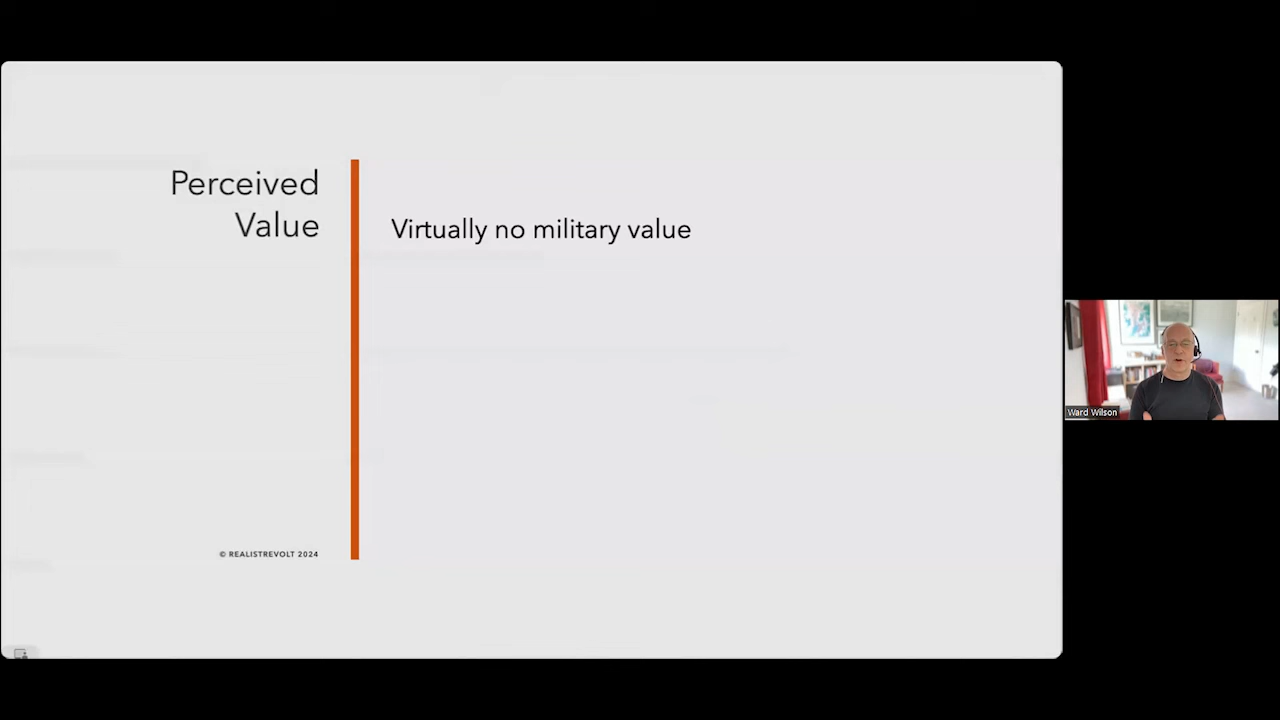 Perceived
Value
Virtually no military value
© REALISTREVOLT 2024
Ward Wilson